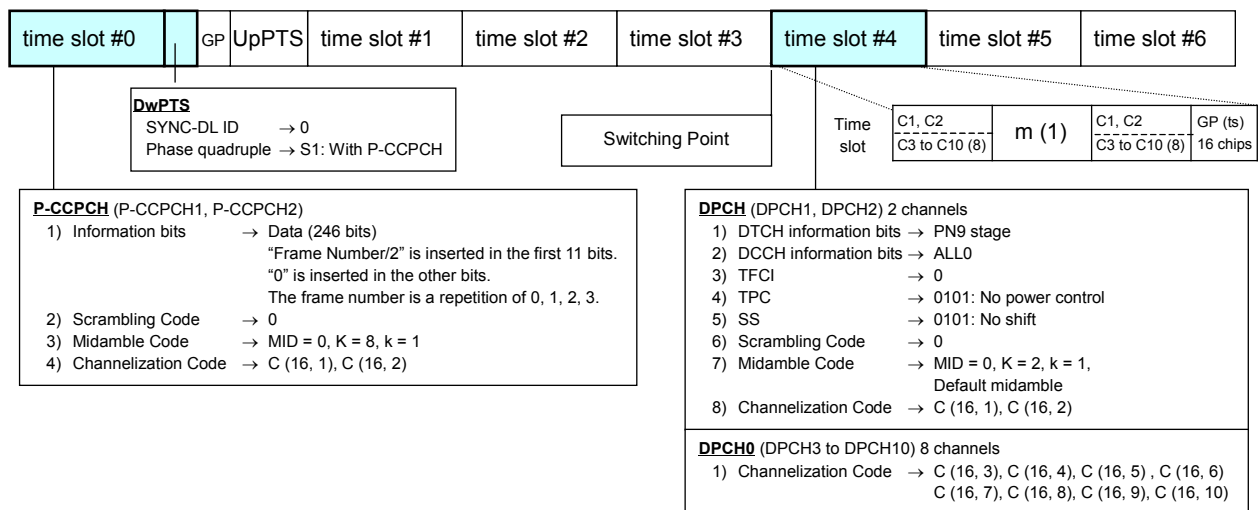 time slot #0
GP
UpPTS
time slot #1
time slot #2
time slot #3
time slot #4
time slot #5
time slot #6
DwPTS
SYNC-DL ID → 0
Phase quadruple → S1: With P-CCPCH
Switching Point
Time slot
C1, C2
C3 to C10 (8)
m (1)
C1, C2
C3 to C10 (8)
GP (ts)
16 chips
P-CCPCH (P-CCPCH1, P-CCPCH2)
1) Information bits → Data (246 bits)
“Frame Number/2” is inserted in the first 11 bits.
“0” is inserted in the other bits.
The frame number is a repetition of 0, 1, 2, 3.
2) Scrambling Code → 0
3) Midamble Code → MID = 0, K = 8, k = 1
4) Channelization Code → C (16, 1), C (16, 2)
DPCH (DPCH1, DPCH2) 2 channels
1) DTCH information bits → PN9 stage
2) DCCH information bits → ALL0
3) TFCI → 0
4) TPC → 0101: No power control
5) SS → 0101: No shift
6) Scrambling Code → 0
7) Midamble Code → MID = 0, K = 2, k = 1,
Default midamble
8) Channelization Code → C (16, 1), C (16, 2)
DPCH0 (DPCH3 to DPCH10) 8 channels
1) Channelization Code → C (16, 3), C (16, 4), C (16, 5) , C (16, 6)
C (16, 7), C (16, 8), C (16, 9), C (16, 10)